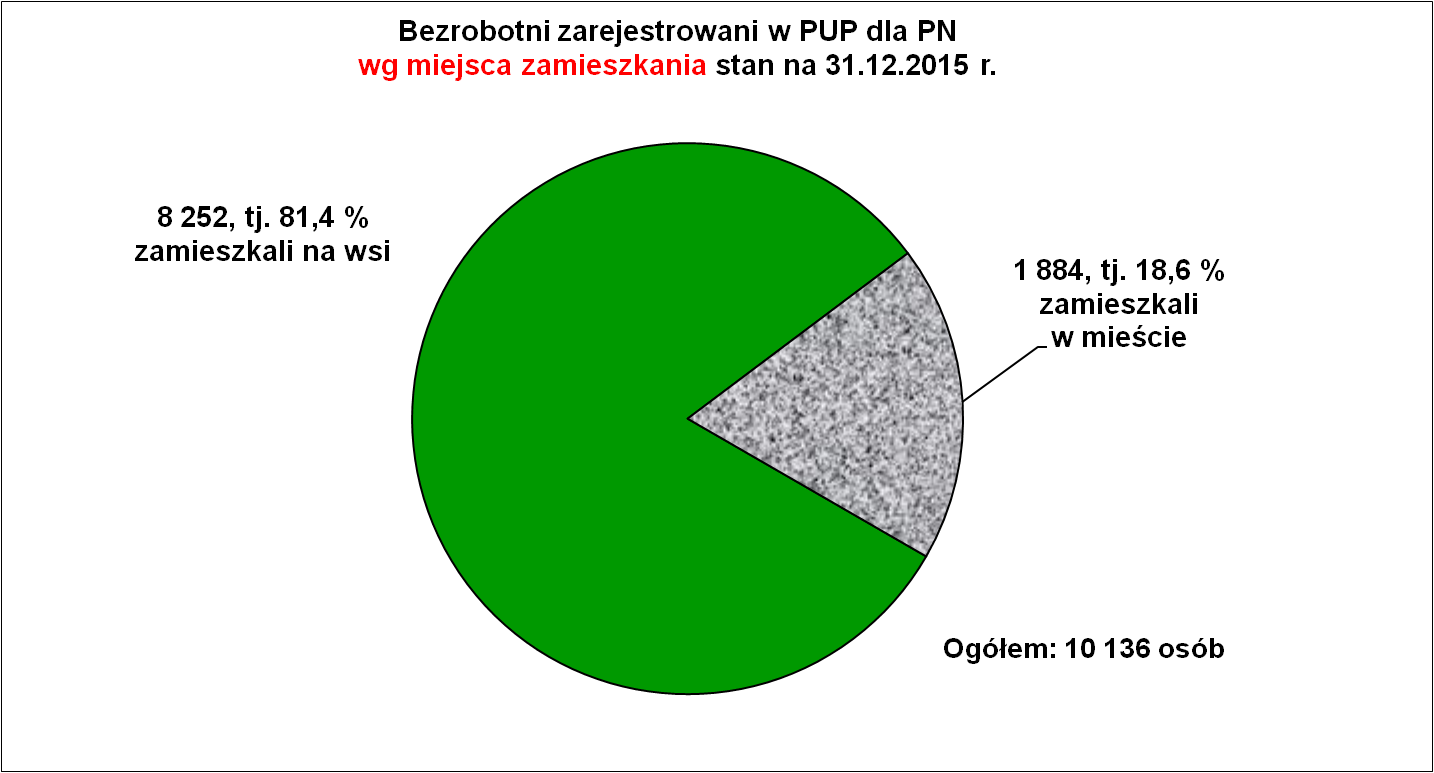 Bezrobotni zarejestrowani w PUP dla PN
wg miejsca zamieszkania stan na 31.12.2015 r.
8 252, tj. 81,4 %
zamieszkali na wsi
1 884, tj. 18,6 %
zamieszkali
w mieście
Ogółem: 10 136 osób